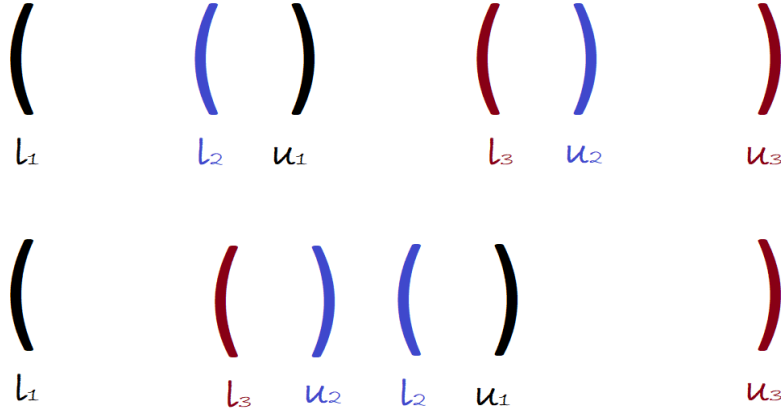 ( ( ) ( ) )
l₁ l₂ u₁ l₃ u₂ u₃
( ( ) ( ) )
l₁ l₃ u₂ l₂ u₁ u₃